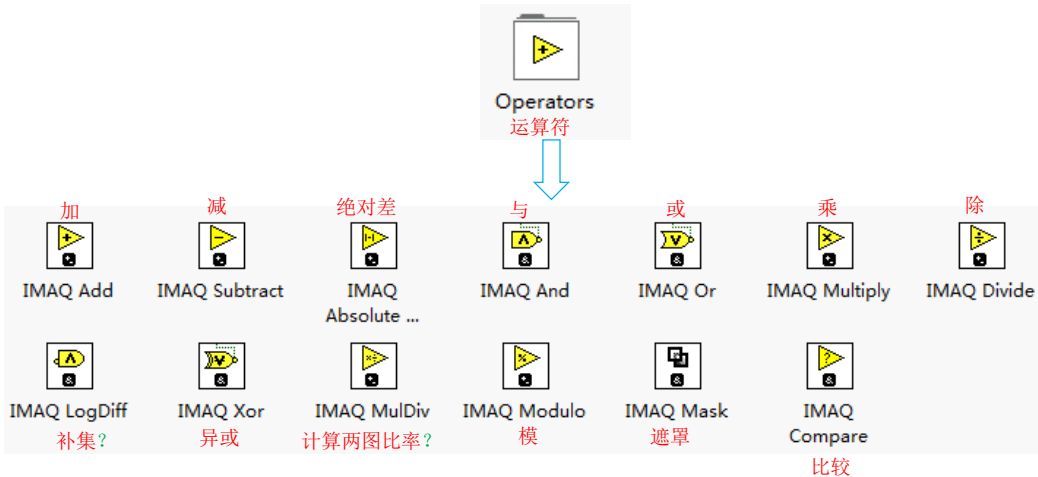 Operators
运算符
加 减 绝对差 与 或 乘 除
IMAQ Add IMAQ Subtract IMAQ Absolute ... IMAQ And IMAQ Or IMAQ Multiply IMAQ Divide
IMAQ LogDiff IMAQ Xor IMAQ MulDiv IMAQ Modulo IMAQ Mask IMAQ Compare
补集？ 异或 计算两图比率？ 模 遮罩
比较